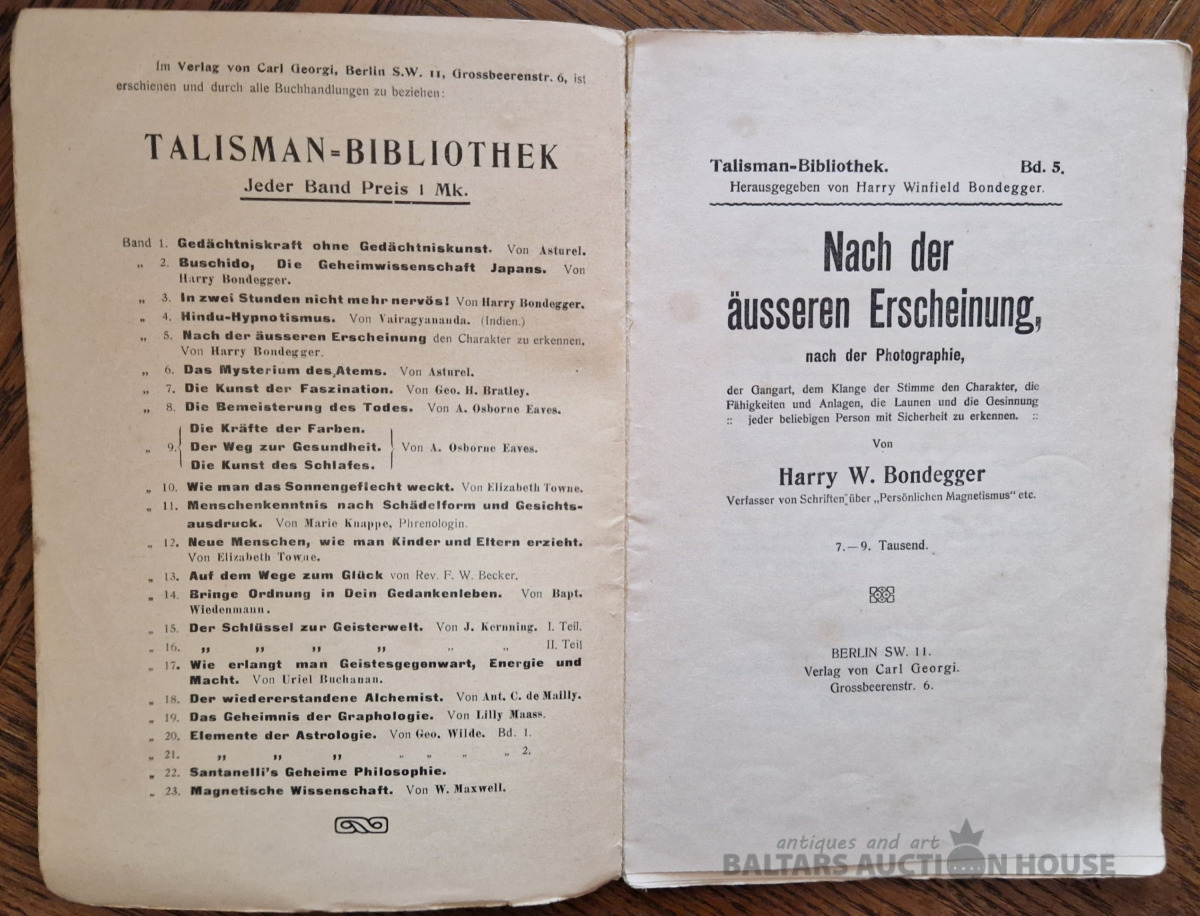 Im Verlag von Carl Georgi, Berlin S.W. 11, Grossbeerenstr. 6, ist
erschienen und durch alle Buchhandlungen zu beziehen:
TALISMAN=BIBLIOTHEK
Jeder Band Preis 1 Mk.
Band 1. Gedächtniskraft ohne Gedächtniskunst. Von Asturel.
„ 2. Buschido, Die Geheimwissenschaft Japans. Von
Harry Bondegger.
„ 3. In zwei Stunden nicht mehr nervös! Von Harry Bondegger.
„ 4. Hindu-Hypnotismus. Von Vairagyananda. (Indien.)
„ 5. Nach der äusseren Erscheinung den Charakter zu erkennen.
Von Harry Bondegger.
„ 6. Das Mysterium des Atems. Von Asturel.
„ 7. Die Kunst der Faszination. Von Geo. H. Bratley.
„ 8. Die Bemeisterung des Todes. Von A. Osborne Eaves.
Die Kräfte der Farben.
„ 9. Der Weg zur Gesundheit. Von A. Osborne Eaves.
Die Kunst des Schlafes.
„ 10. Wie man das Sonnengeflecht weckt. Von Elizabeth Towne.
„ 11. Menschenkenntnis nach Schädelform und Gesichts-
ausdruck. Von Marie Knappe, Phrenologin.
„ 12. Neue Menschen, wie man Kinder und Eltern erzieht.
Von Elizabeth Towne.
„ 13. Auf dem Wege zum Glück von Rev. F. W. Becker.
„ 14. Bringe Ordnung in Dein Gedankenleben. Von Bapt.
Wiedenmann.
„ 15. Der Schlüssel zur Geisterwelt. Von J. Kernning. I. Teil.
„ 16. „ „ „ „ „ „ II. Teil
„ 17. Wie erlangt man Geistesgegenwart, Energie und
Macht. Von Uriel Buchanan.
„ 18. Der wiedererstandene Alchemist. Von Ant. C. de Mailly.
„ 19. Das Geheimnis der Graphologie. Von Lilly Maass.
„ 20. Elemente der Astrologie. Von Geo. Wilde. Bd. 1.
„ 21. „ „ „ „ „ „ „ 2.
„ 22. Santanelli's Geheime Philosophie.
„ 23. Magnetische Wissenschaft. Von W. Maxwell.
Talisman=Bibliothek. Bd. 5.
Herausgegeben von Harry Winfield Bondegger.
Nach der
äusseren Erscheinung,
nach der Photographie,
der Gangart, dem Klange der Stimme den Charakter, die
Fähigkeiten und Anlagen, die Launen und die Gesinnung
:: jeder beliebigen Person mit Sicherheit zu erkennen. ::
Von
Harry W. Bondegger
Verfasser von Schriften über „Persönlichen Magnetismus" etc.
7.—9. Tausend.
BERLIN SW. 11.
Verlag von Carl Georgi.
Grossbeerenstr. 6.
antiques and art
BALTARS AUCTION HOUSE